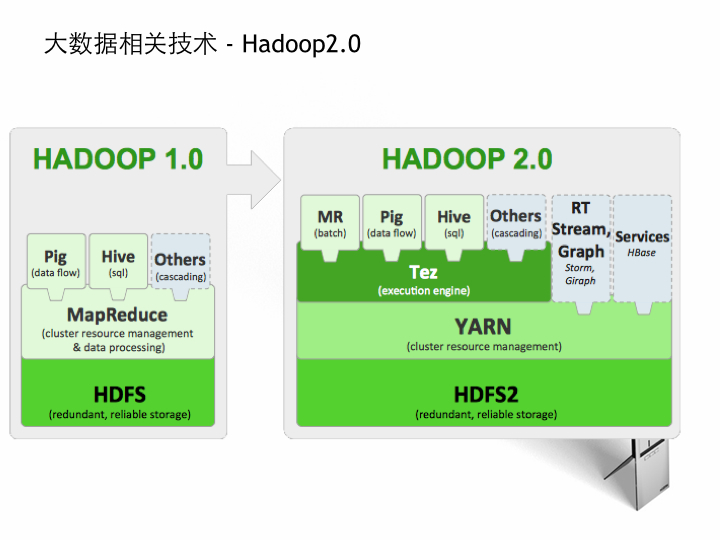 大数据相关技术 - Hadoop2.0
HADOOP 1.0
Pig
(data flow)
Hive
(sql)
Others
(cascading)
MapReduce
(cluster resource management
& data processing)
HDFS
(redundant, reliable storage)
HADOOP 2.0
MR
(batch)
Pig
(data flow)
Hive
(sql)
Others
(cascading)
RT
Stream,
Graph
Storm,
Giraph
Services
HBase
Tez
(execution engine)
YARN
(cluster resource management)
HDFS2
(redundant, reliable storage)